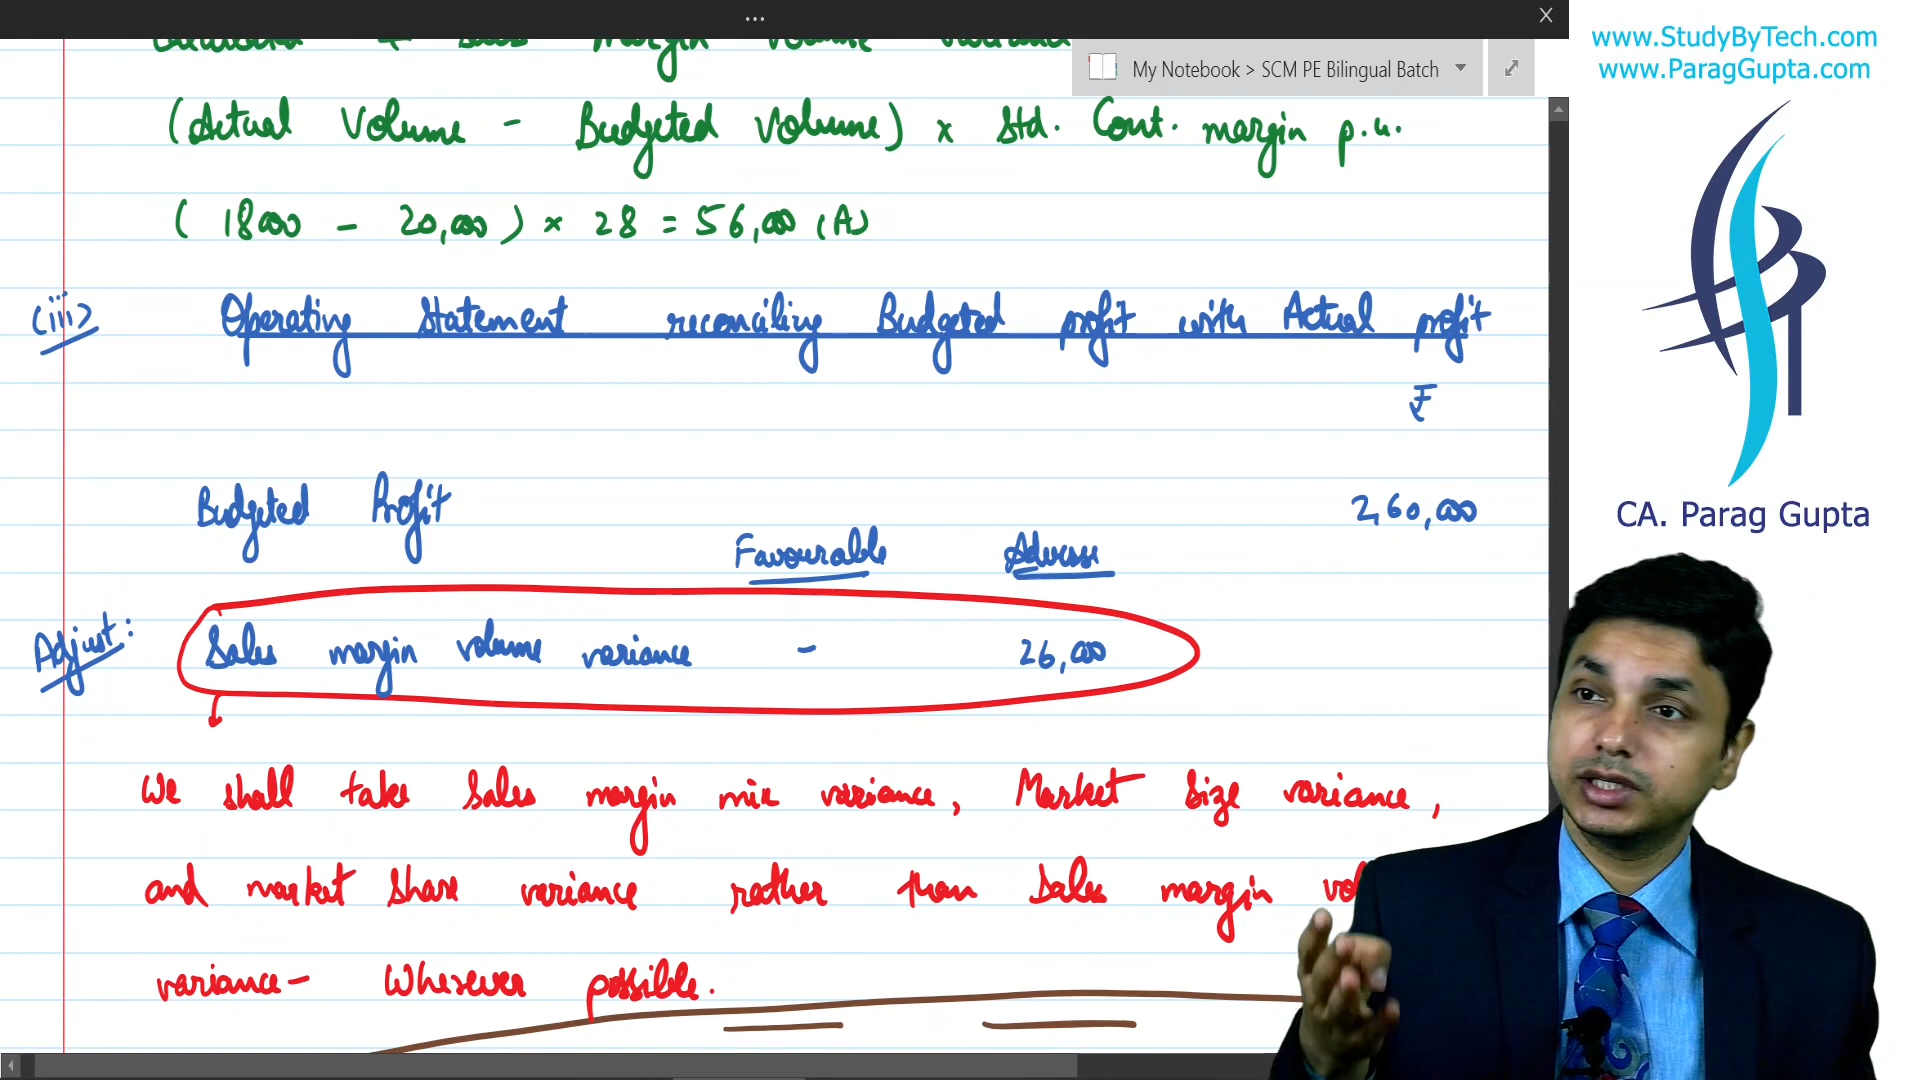 My Notebook > SCM PE Bilingual Batch
www.StudyByTech.com
www.ParagGupta.com
(Actual Volume - Budgeted Volume) x Std. Cont. margin p.u.
( 18000 - 20,000 ) x 28 = 56,000 (A)
(iii) Operating Statement reconciling Budgeted profit with Actual profit
₹
Budgeted Profit 2,60,000
Favourable Adverse
Adjust: Sales margin volume variance - 26,000
We shall take Sales margin mix variance, Market Size variance,
and market Share variance rather than Sales margin
variance - Wherever possible.
CA. Parag Gupta